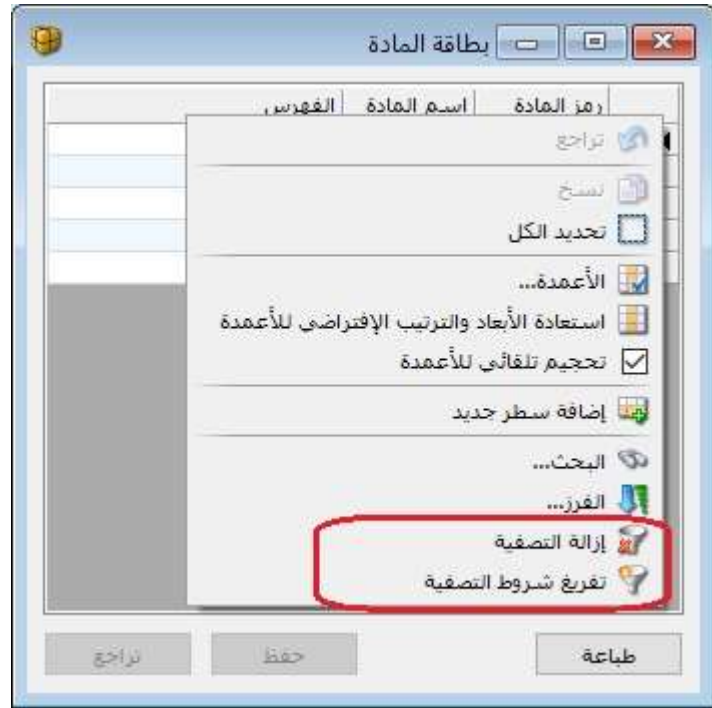 بطاقة المادة
رمز المادة اسم المادة الفهرس
تراجع
نسخ
تحديد الكل
الأعمدة...
استعادة الأبعاد والترتيب الإفتراضي للأعمدة
تحجيم تلقائي للأعمدة
إضافة سطر جديد
البحث...
الفرز...
إزالة التصفية
تفريغ شروط التصفية
طباعة حفظ تراجع